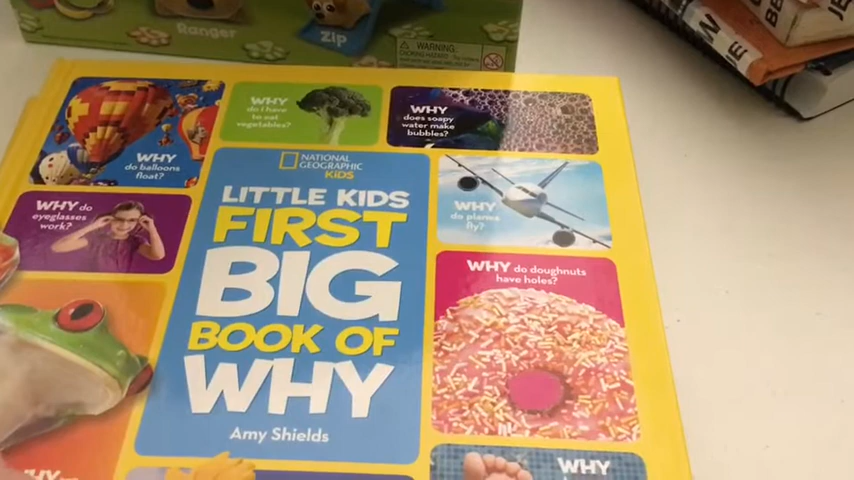 Ranger
Zip
WARNING:
WHY
do I have
to eat
vegetables?
WHY
does soapy
water make
bubbles?
WHY
do balloons
float?
NATIONAL
GEOGRAPHIC
KiDS
LITTLE KIDS
FIRST
BIG
BOOK OF
WHY
Amy Shields
WHY do
eyeglasses
work?
WHY
do planes
fly?
WHY do doughnuts
have holes?
WHY
WHY